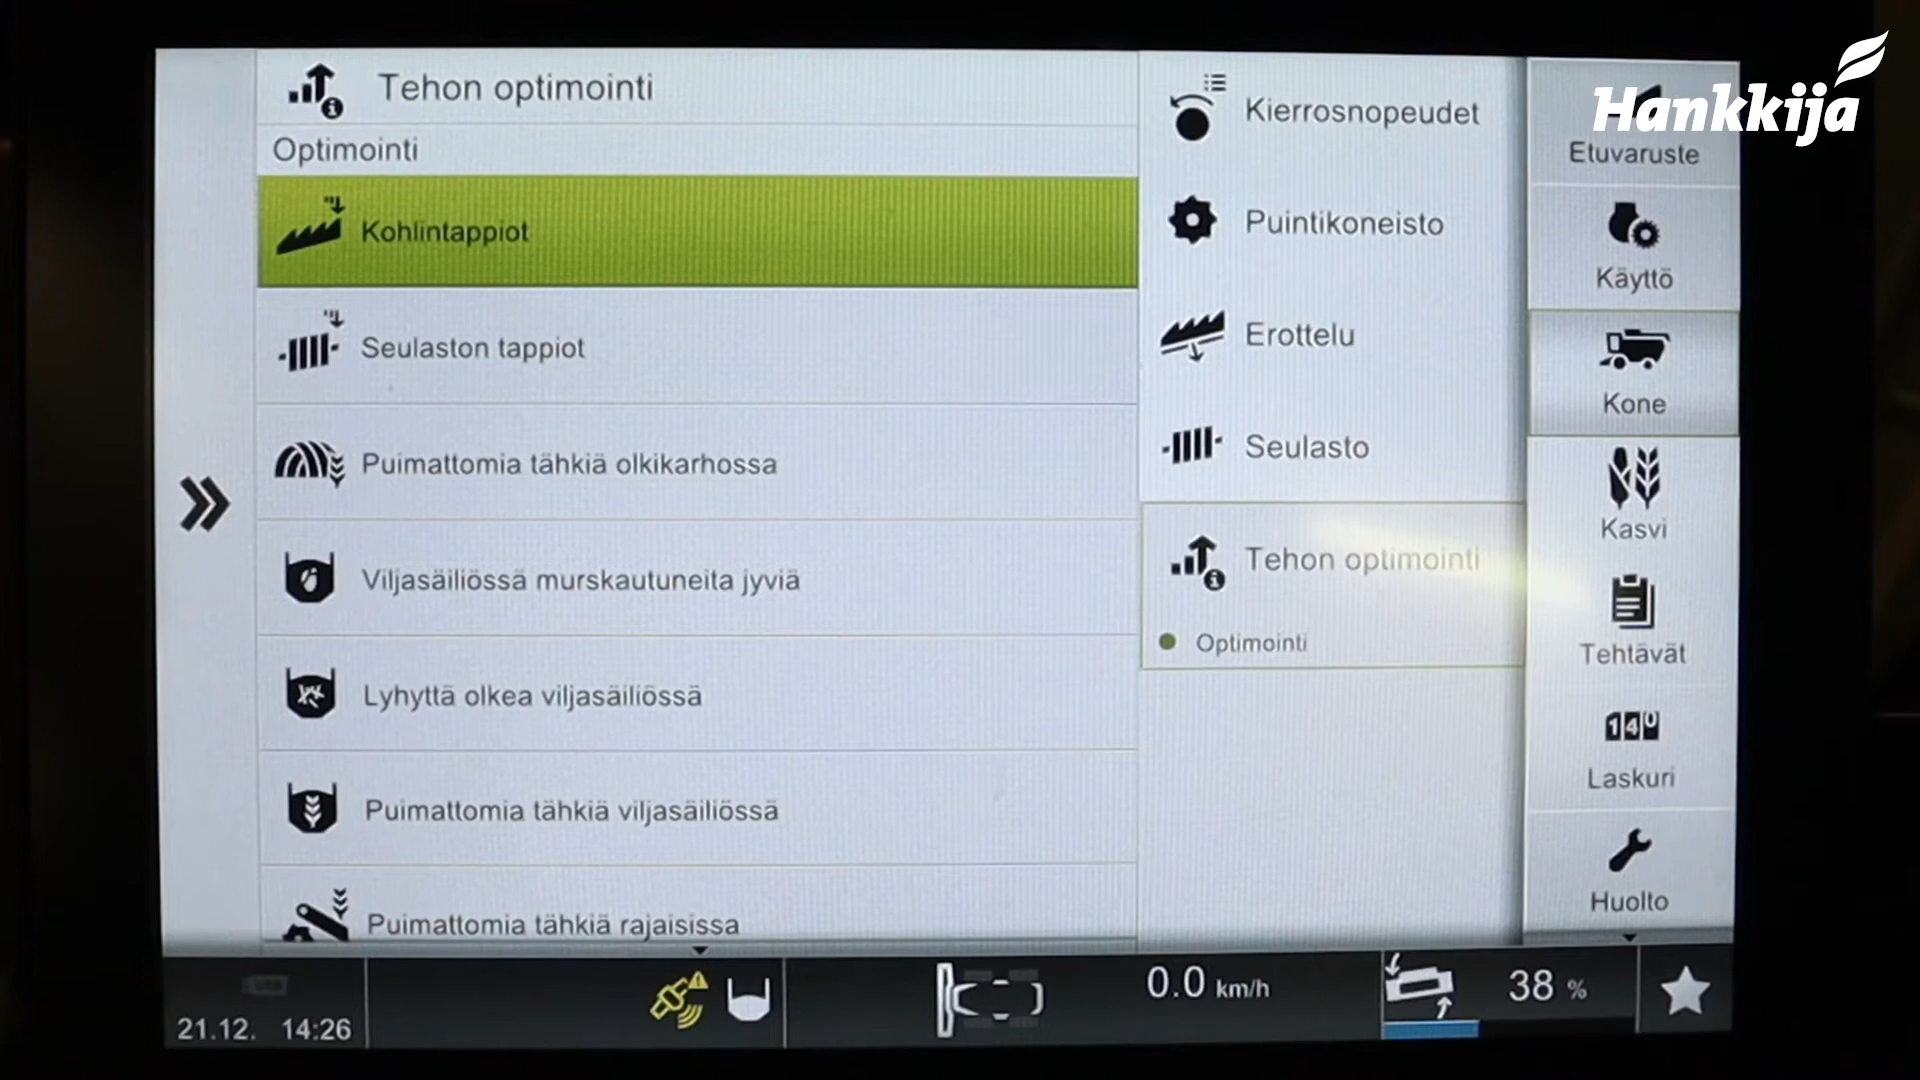 Hankkija
Tehon optimointi
Optimointi
Kohlintappiot
Seulaston tappiot
Puimattomia tähkiä olkikarhossa
Viljasäiliössä murskautuneita jyviä
Lyhyttä olkea viljasäiliössä
Puimattomia tähkiä viljasäiliössä
Puimattomia tähkiä rajaisissa
Kierrosnopeudet
Puintikoneisto
Erottelu
Seulasto
Tehon optimointi
Optimointi
Etuvaruste
Käyttö
Kone
Kasvi
Tehtävät
140
Laskuri
Huolto
21.12. 14:26
0.0 km/h
38 %